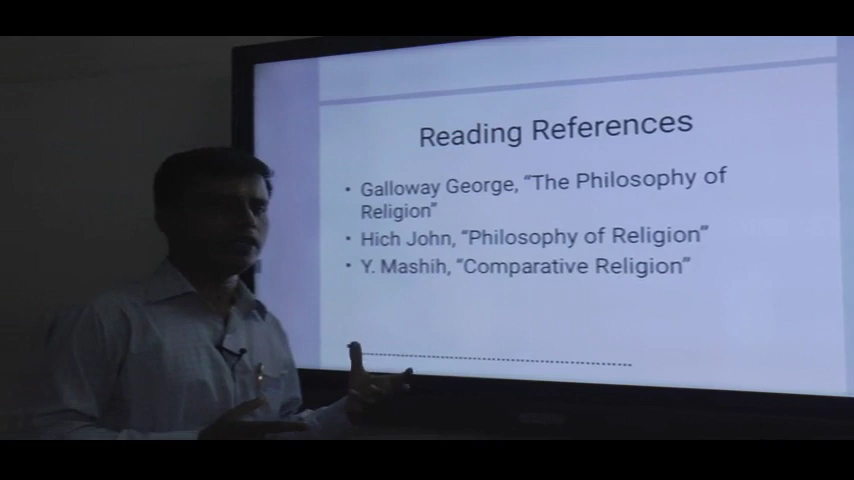 Reading References
• Galloway George, “The Philosophy of
Religion”
• Hich John, “Philosophy of Religion”
• Y. Mashih, “Comparative Religion”